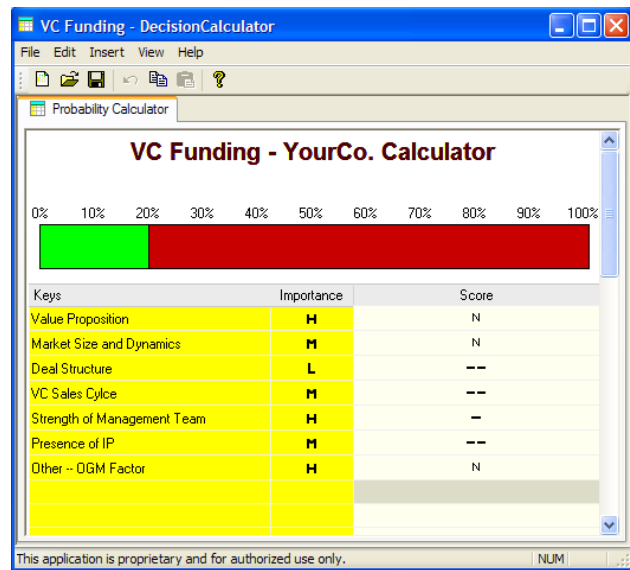 VC Funding - DecisionCalculator
File Edit Insert View Help
Probability Calculator
VC Funding - YourCo. Calculator
0% 10% 20% 30% 40% 50% 60% 70% 80% 90% 100%
Keys Importance Score
Value Proposition H N
Market Size and Dynamics M N
Deal Structure L --
VC Sales Cylce M --
Strength of Management Team H -
Presence of IP M --
Other -- OGM Factor H N
This application is proprietary and for authorized use only. NUM